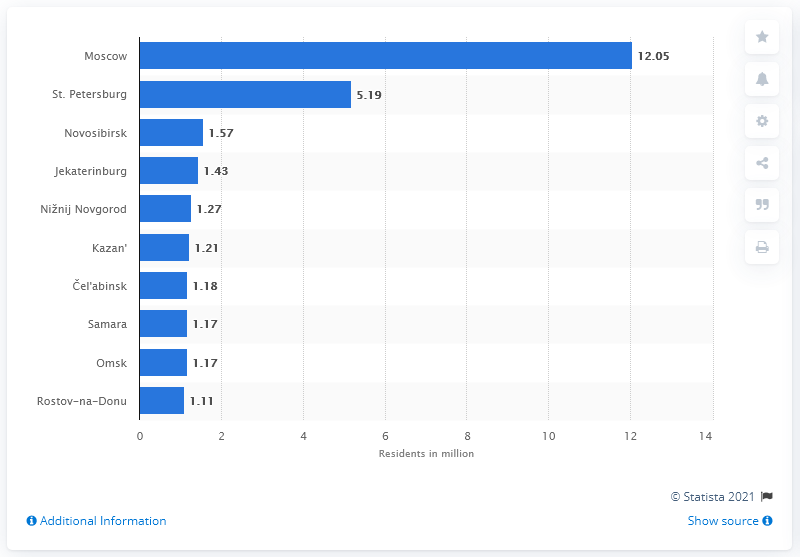 Moscow 12.05
St. Petersburg 5.19
Novosibirsk 1.57
Jekaterinburg 1.43
Nižnij Novgorod 1.27
Kazan' 1.21
Čel'abinsk 1.18
Samara 1.17
Omsk 1.17
Rostov-na-Donu 1.11
0 2 4 6 8 10 12 14
Residents in million
© Statista 2021
Additional Information
Show source